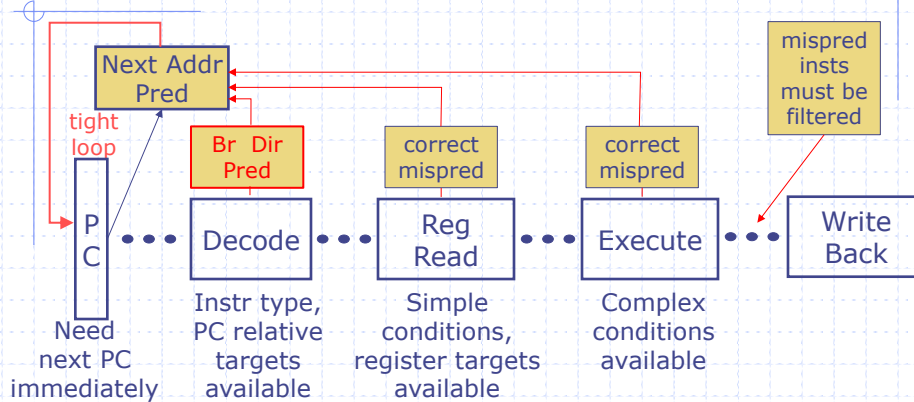 Next Addr
Pred
tight
loop
P
C
Need
next PC
immediately
Br Dir
Pred
Decode
Instr type,
PC relative
targets
available
correct
mispred
Reg
Read
Simple
conditions,
register targets
available
correct
mispred
Execute
Complex
conditions
available
mispred
insts
must be
filtered
Write
Back